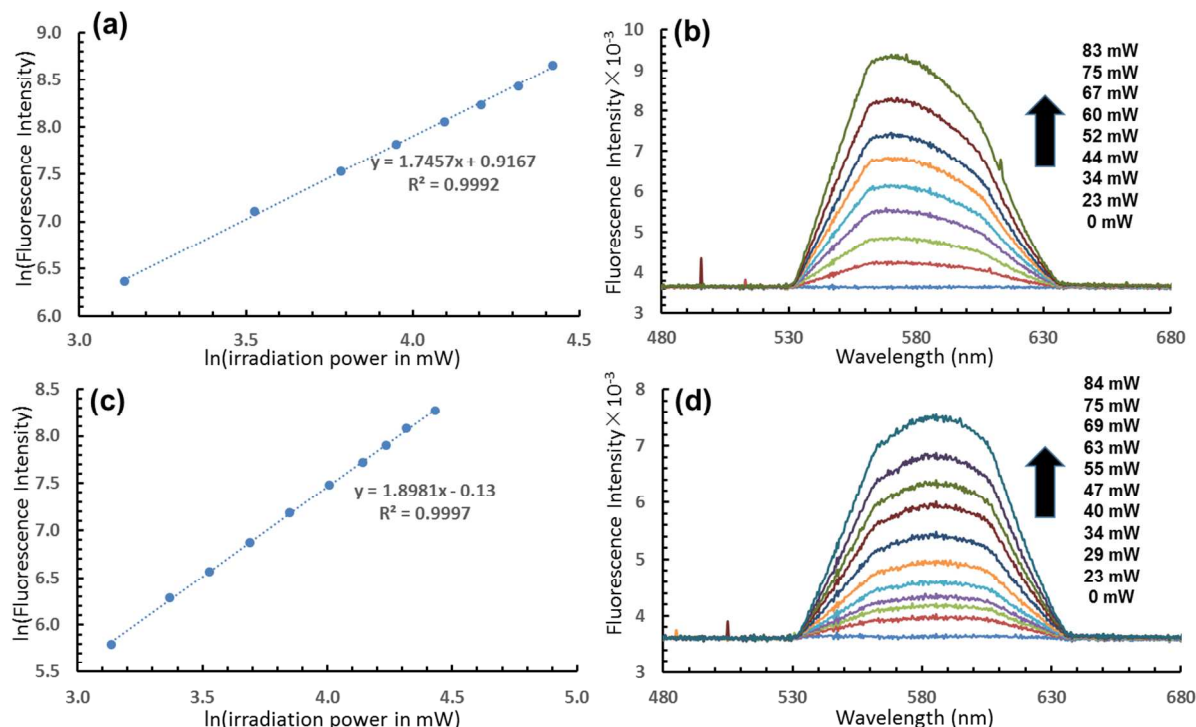 (a)
ln(Fluorescence Intensity)
9.0
8.5
8.0
7.5
7.0
6.5
6.0
y = 1.7457x + 0.9167
R² = 0.9992
3.0 3.5 4.0 4.5
ln(irradiation power in mW)
(b)
Fluorescence Intensity × 10⁻³
10
9
8
7
6
5
4
3
83 mW
75 mW
67 mW
60 mW
52 mW
44 mW
34 mW
23 mW
0 mW
480 530 580 630 680
Wavelength (nm)
(c)
ln(Fluorescence Intensity)
8.5
8.0
7.5
7.0
6.5
6.0
5.5
y = 1.8981x - 0.13
R² = 0.9997
3.0 3.5 4.0 4.5 5.0
ln(irradiation power in mW)
(d)
Fluorescence Intensity × 10⁻³
8
7
6
5
4
3
84 mW
75 mW
69 mW
63 mW
55 mW
47 mW
40 mW
34 mW
29 mW
23 mW
0 mW
480 530 580 630 680
Wavelength (nm)